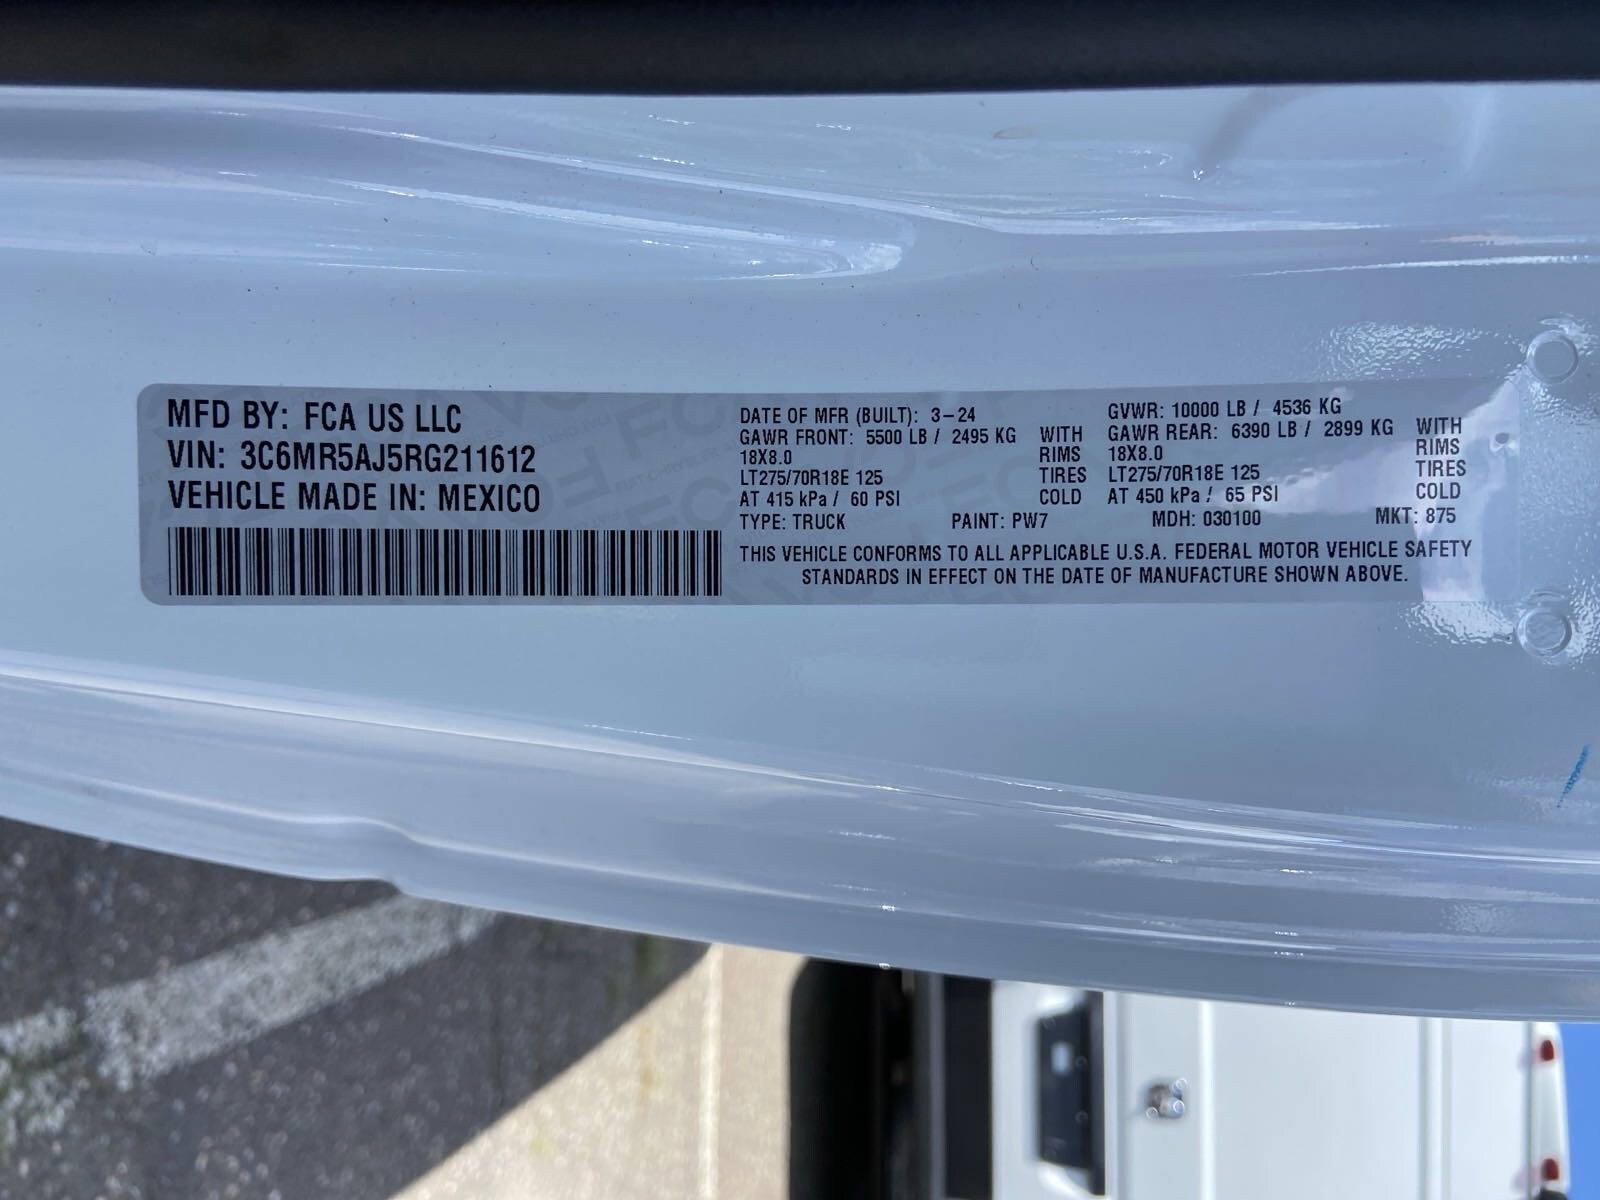 MFD BY: FCA US LLC
VIN: 3C6MR5AJ5RG211612
VEHICLE MADE IN: MEXICO
DATE OF MFR (BUILT): 3-24
GAWR FRONT: 5500 LB / 2495 KG WITH
18X8.0 RIMS
LT275/70R18E 125 TIRES
AT 415 kPa / 60 PSI COLD
GVWR: 10000 LB / 4536 KG
GAWR REAR: 6390 LB / 2899 KG WITH
18X8.0 RIMS
LT275/70R18E 125 TIRES
AT 450 kPa / 65 PSI COLD
TYPE: TRUCK PAINT: PW7 MDH: 030100 MKT: 875
THIS VEHICLE CONFORMS TO ALL APPLICABLE U.S.A. FEDERAL MOTOR VEHICLE SAFETY
STANDARDS IN EFFECT ON THE DATE OF MANUFACTURE SHOWN ABOVE.